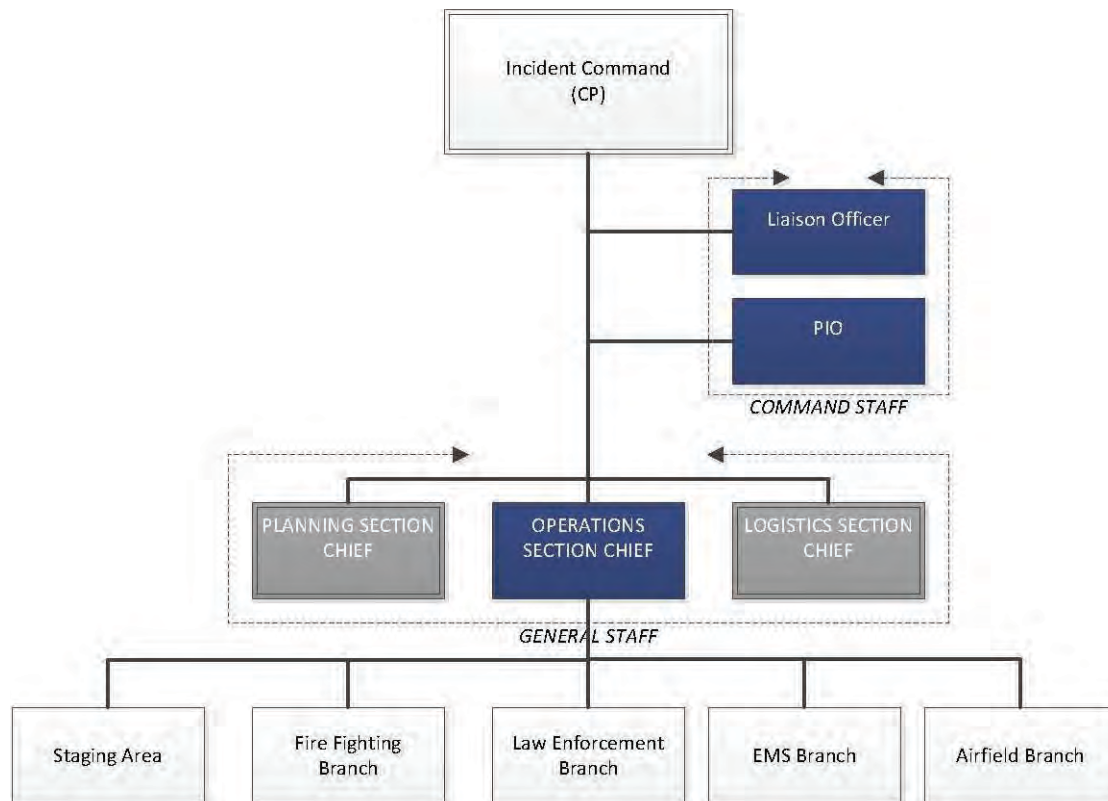 Incident Command
(CP)
Liaison Officer
PIO
COMMAND STAFF
PLANNING SECTION
CHIEF
OPERATIONS
SECTION CHIEF
LOGISTICS SECTION
CHIEF
GENERAL STAFF
Staging Area
Fire Fighting
Branch
Law Enforcement
Branch
EMS Branch
Airfield Branch